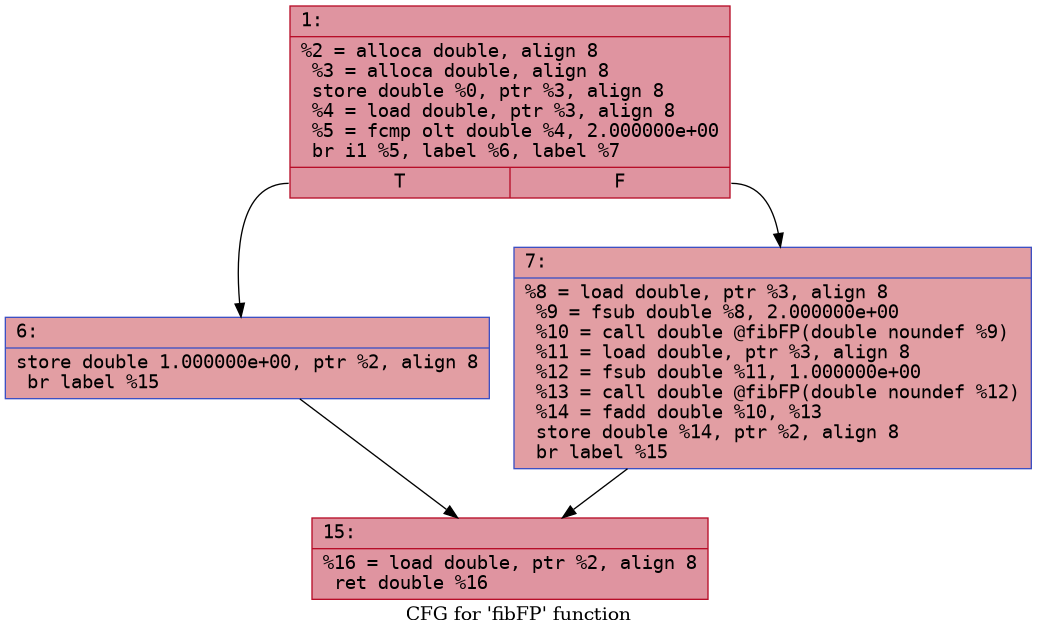 1:
%2 = alloca double, align 8
%3 = alloca double, align 8
store double %0, ptr %3, align 8
%4 = load double, ptr %3, align 8
%5 = fcmp olt double %4, 2.000000e+00
br i1 %5, label %6, label %7
T
F
6:
store double 1.000000e+00, ptr %2, align 8
br label %15
7:
%8 = load double, ptr %3, align 8
%9 = fsub double %8, 2.000000e+00
%10 = call double @fibFP(double noundef %9)
%11 = load double, ptr %3, align 8
%12 = fsub double %11, 1.000000e+00
%13 = call double @fibFP(double noundef %12)
%14 = fadd double %10, %13
store double %14, ptr %2, align 8
br label %15
15:
%16 = load double, ptr %2, align 8
ret double %16
CFG for 'fibFP' function